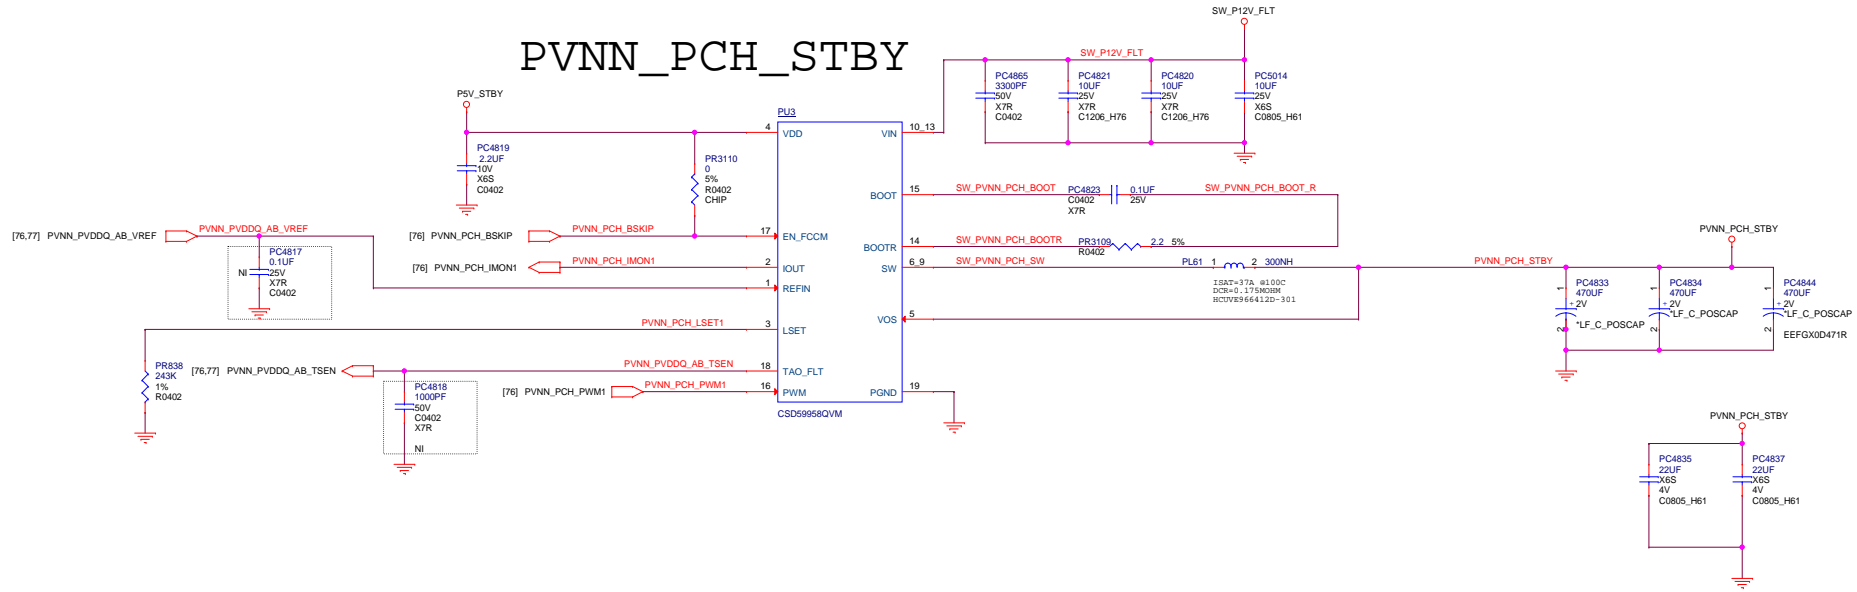 PVNN_PCH_STBY
SW_P12V_FLT
SW_P12V_FLT
PC4865
3300PF
50V
X7R
C0402
PC4821
10UF
25V
X7R
C1206_H76
PC4820
10UF
25V
X7R
C1206_H76
PC5014
10UF
25V
X6S
C0805_H61
P5V_STBY
PC4819
2.2UF
10V
X6S
C0402
PR3110
0
5%
R0402
CHIP
PU3
4 VDD
VIN 10_13
BOOT 15
BOOTR 14
SW 6_9
VOS 5
PGND 19
17 EN_FCCM
2 IOUT
1 REFIN
3 LSET
18 TAO_FLT
16 PWM
CSD59958QVM
[76,77] PVNN_PVDDQ_AB_VREF
PVNN_PVDDQ_AB_VREF
PC4817
0.1UF
NI 25V
X7R
C0402
[76] PVNN_PCH_BSKIP
PVNN_PCH_BSKIP
[76] PVNN_PCH_IMON1
PVNN_PCH_IMON1
PVNN_PCH_LSET1
PR838
243K
1%
R0402
[76,77] PVNN_PVDDQ_AB_TSEN
PVNN_PVDDQ_AB_TSEN
PC4818
1000PF
50V
C0402
X7R
NI
[76] PVNN_PCH_PWM1
PVNN_PCH_PWM1
SW_PVNN_PCH_BOOT
PC4823
C0402
X7R
0.1UF
25V
SW_PVNN_PCH_BOOT_R
SW_PVNN_PCH_BOOTR
PR3109
R0402
2.2 5%
SW_PVNN_PCH_SW
PL61 1 2 300NH
ISAT=37A @100C
DCR=0.175MOHM
HCUVE966412D-301
PVNN_PCH_STBY
PVNN_PCH_STBY
1
PC4833
470UF
+ 2V
*LF_C_POSCAP
2
1
PC4834
470UF
+ 2V
*LF_C_POSCAP
2
1
PC4844
470UF
+ 2V
*LF_C_POSCAP
2
EEFGX0D471R
PVNN_PCH_STBY
PC4835
22UF
X6S
4V
C0805_H61
PC4837
22UF
X6S
4V
C0805_H61